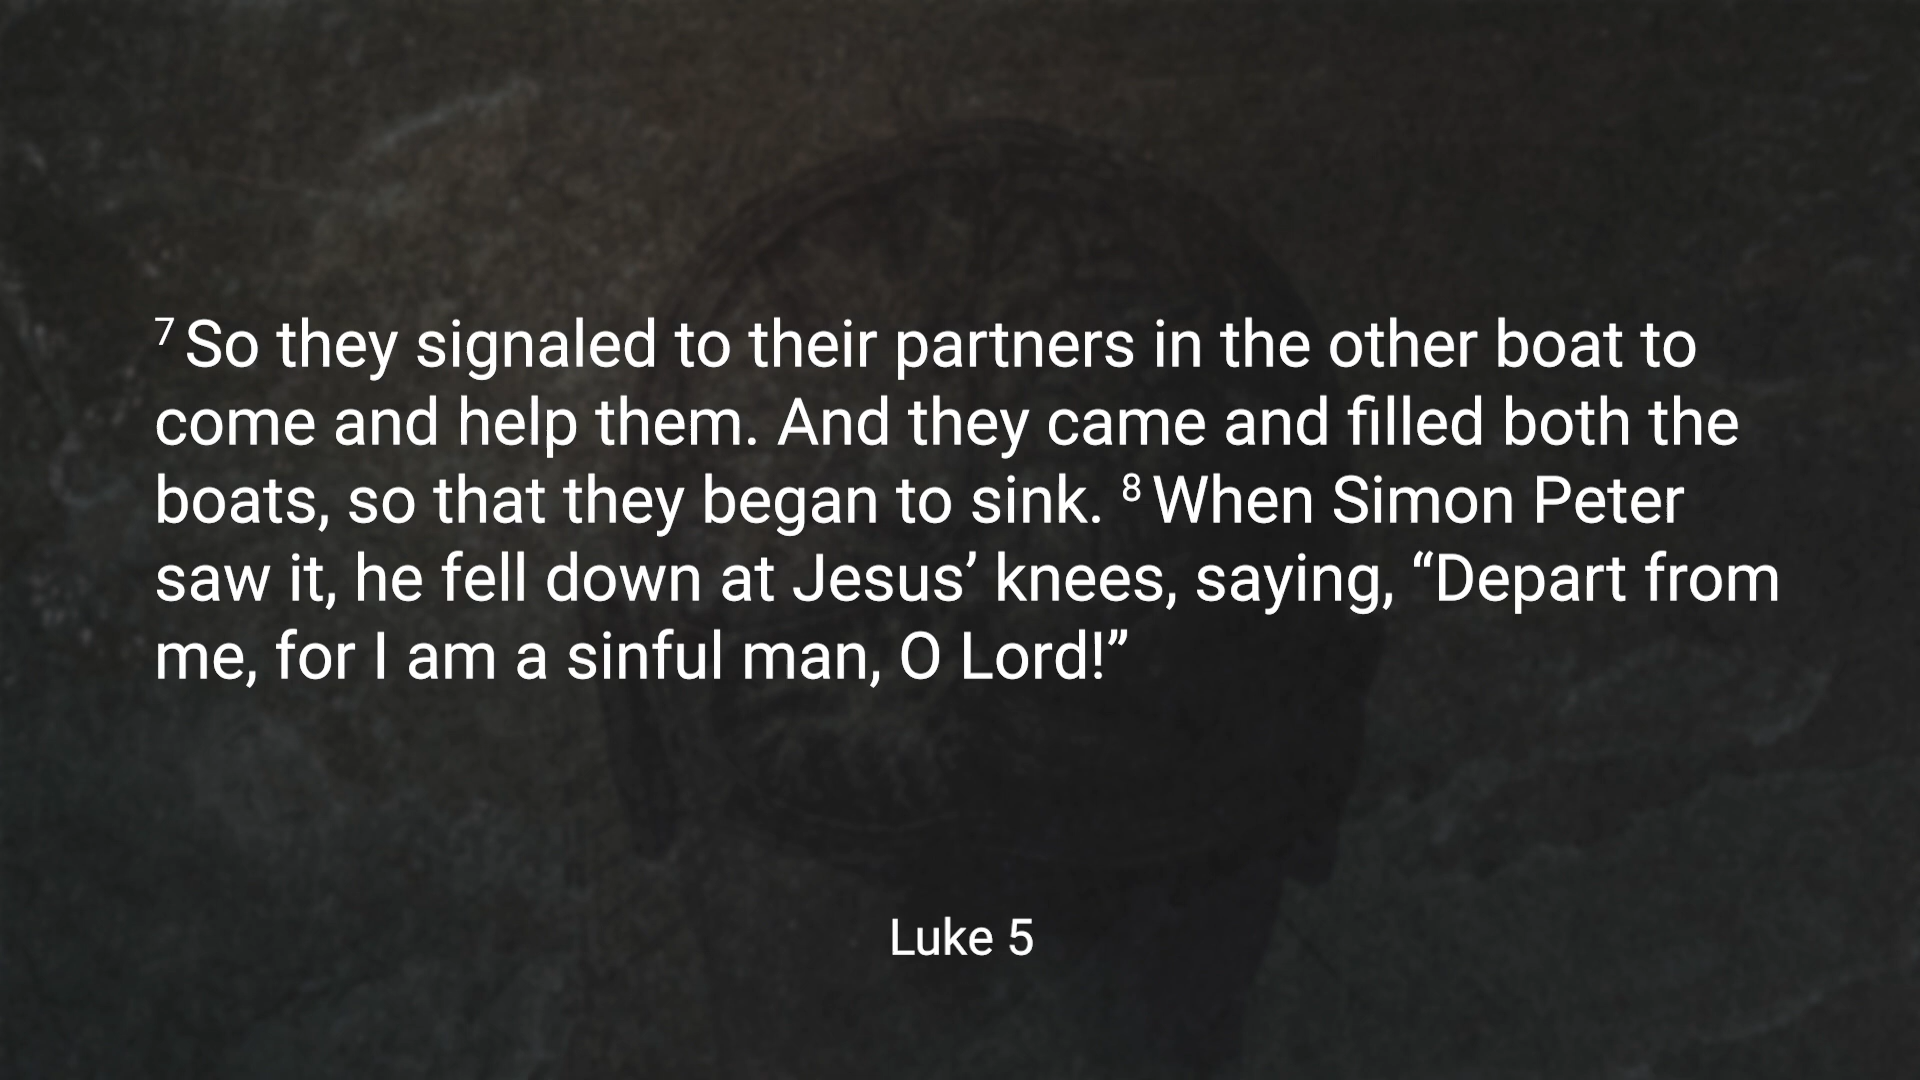 ⁷ So they signaled to their partners in the other boat to
come and help them. And they came and filled both the
boats, so that they began to sink. ⁸ When Simon Peter
saw it, he fell down at Jesus’ knees, saying, “Depart from
me, for I am a sinful man, O Lord!”
Luke 5